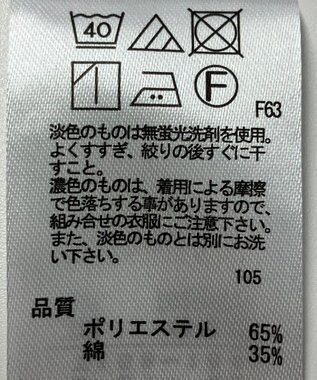 40
F
F63
淡色のものは無蛍光洗剤を使用。
よくすすぎ、絞りの後すぐに干
すこと。
濃色のものは、着用による摩擦
で色落ちする事がありますので、
組み合せの衣服にご注意下さい。
また、淡色のものとは別にお洗
い下さい。
105
品質
ポリエステル 65%
綿 35%